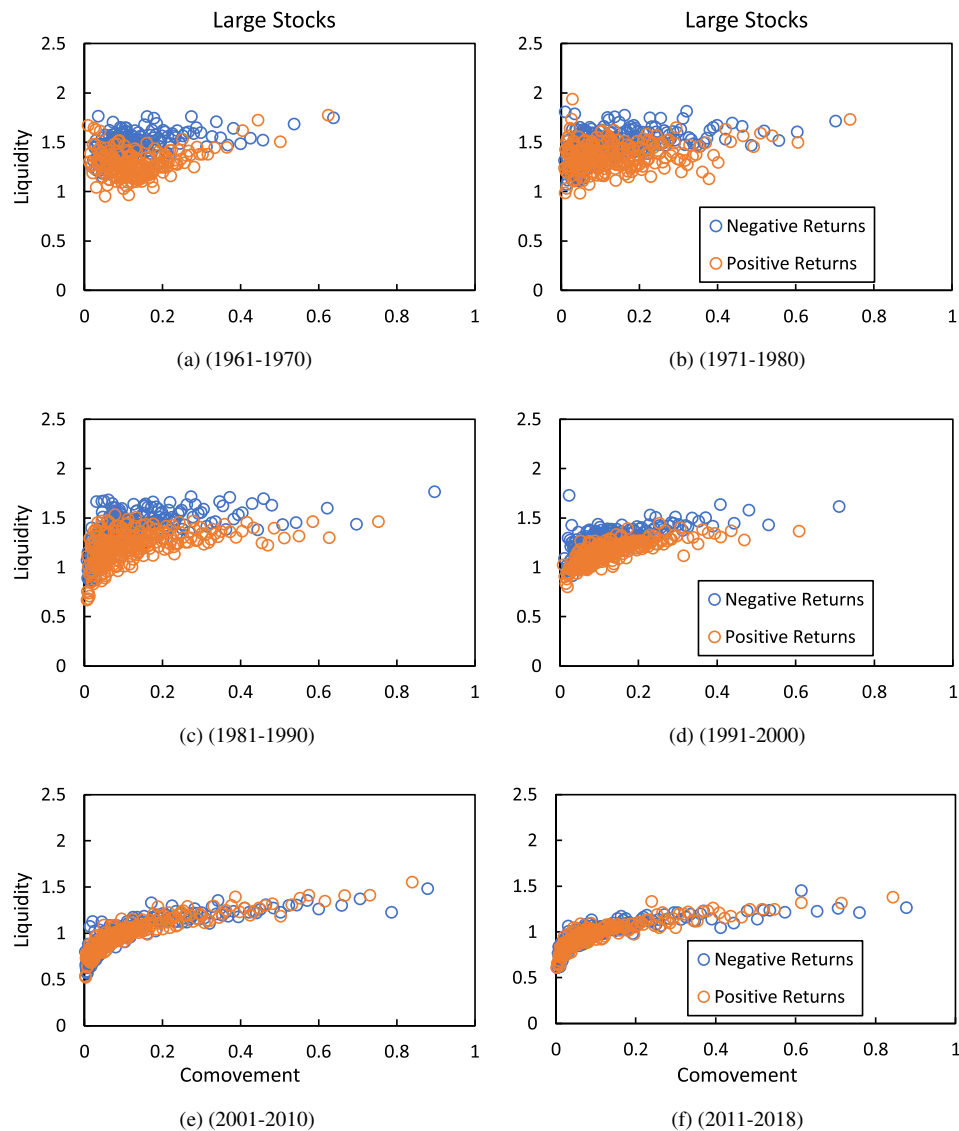 Large Stocks
Large Stocks
2.5
2
1.5
1
0.5
0
Liquidity
0 0.2 0.4 0.6 0.8 1
(a) (1961-1970)
2.5
2
1.5
1
0.5
0
Negative Returns
Positive Returns
0 0.2 0.4 0.6 0.8 1
(b) (1971-1980)
2.5
2
1.5
1
0.5
0
Liquidity
0 0.2 0.4 0.6 0.8 1
(c) (1981-1990)
2.5
2
1.5
1
0.5
0
Negative Returns
Positive Returns
0 0.2 0.4 0.6 0.8 1
(d) (1991-2000)
2.5
2
1.5
1
0.5
0
Liquidity
0 0.2 0.4 0.6 0.8 1
Comovement
(e) (2001-2010)
2.5
2
1.5
1
0.5
0
Negative Returns
Positive Returns
0 0.2 0.4 0.6 0.8 1
Comovement
(f) (2011-2018)